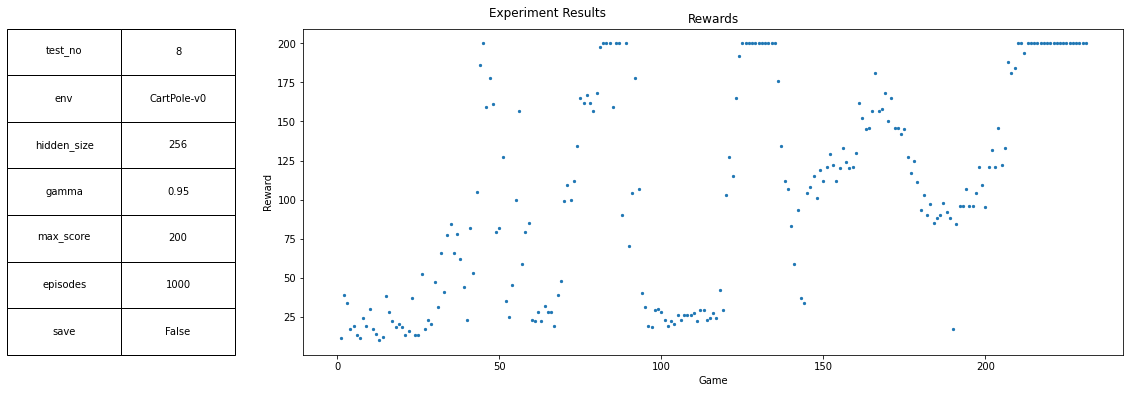 Experiment Results
test_no 8
env CartPole-v0
hidden_size 256
gamma 0.95
max_score 200
episodes 1000
save False
Rewards
Reward
200
175
150
125
100
75
50
25
0 50 100 150 200
Game